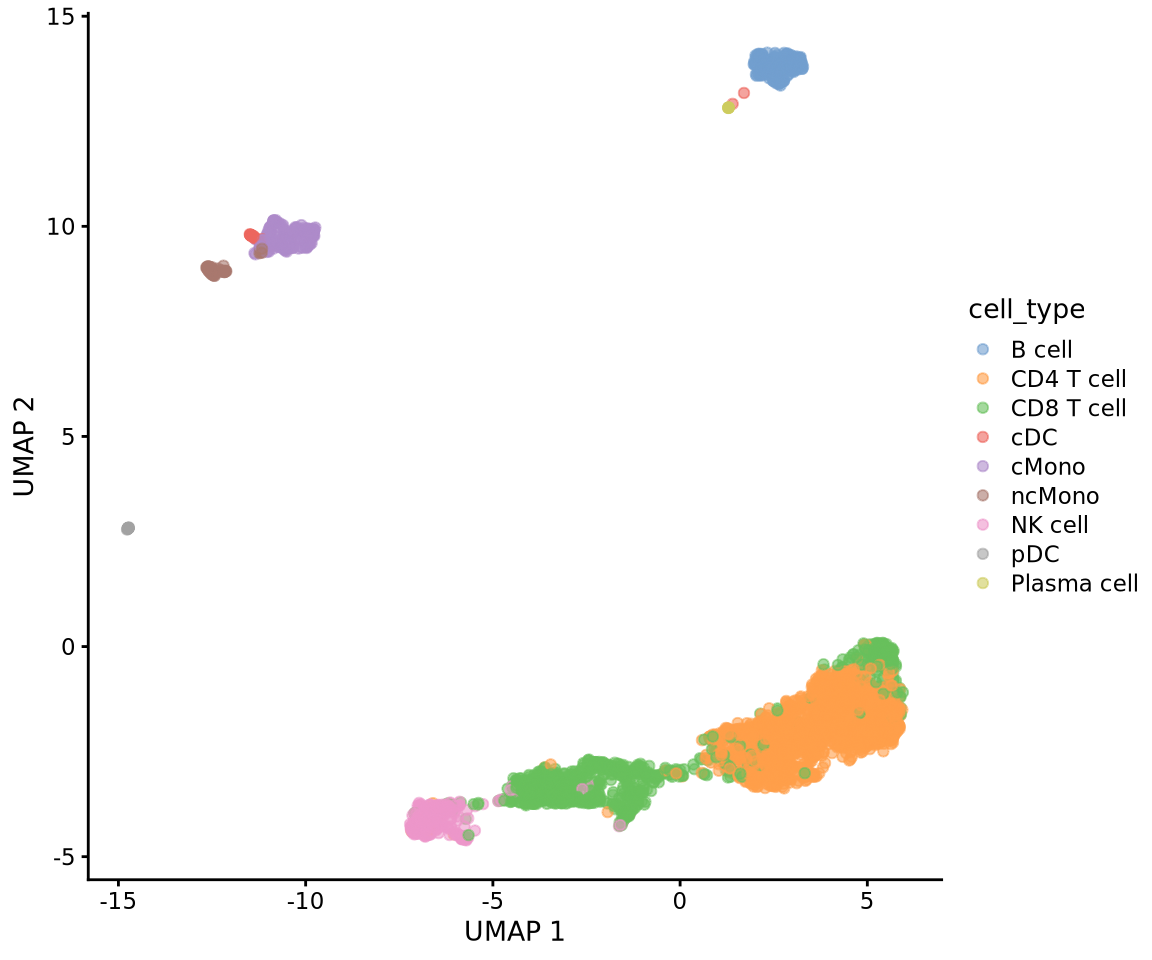 15
10
5
0
-5
UMAP 2
-15
-10
-5
0
5
UMAP 1
cell_type
B cell
CD4 T cell
CD8 T cell
cDC
cMono
ncMono
NK cell
pDC
Plasma cell